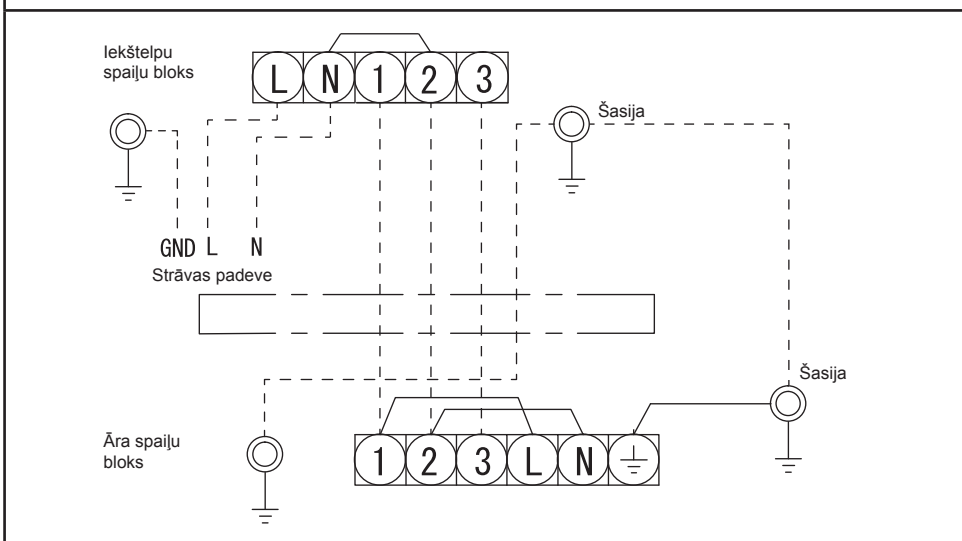 Iekštelpu
spaiļu bloks
L N 1 2 3
Šasija
GND L N
Strāvas padeve
Šasija
Āra spaiļu
bloks
1 2 3 L N